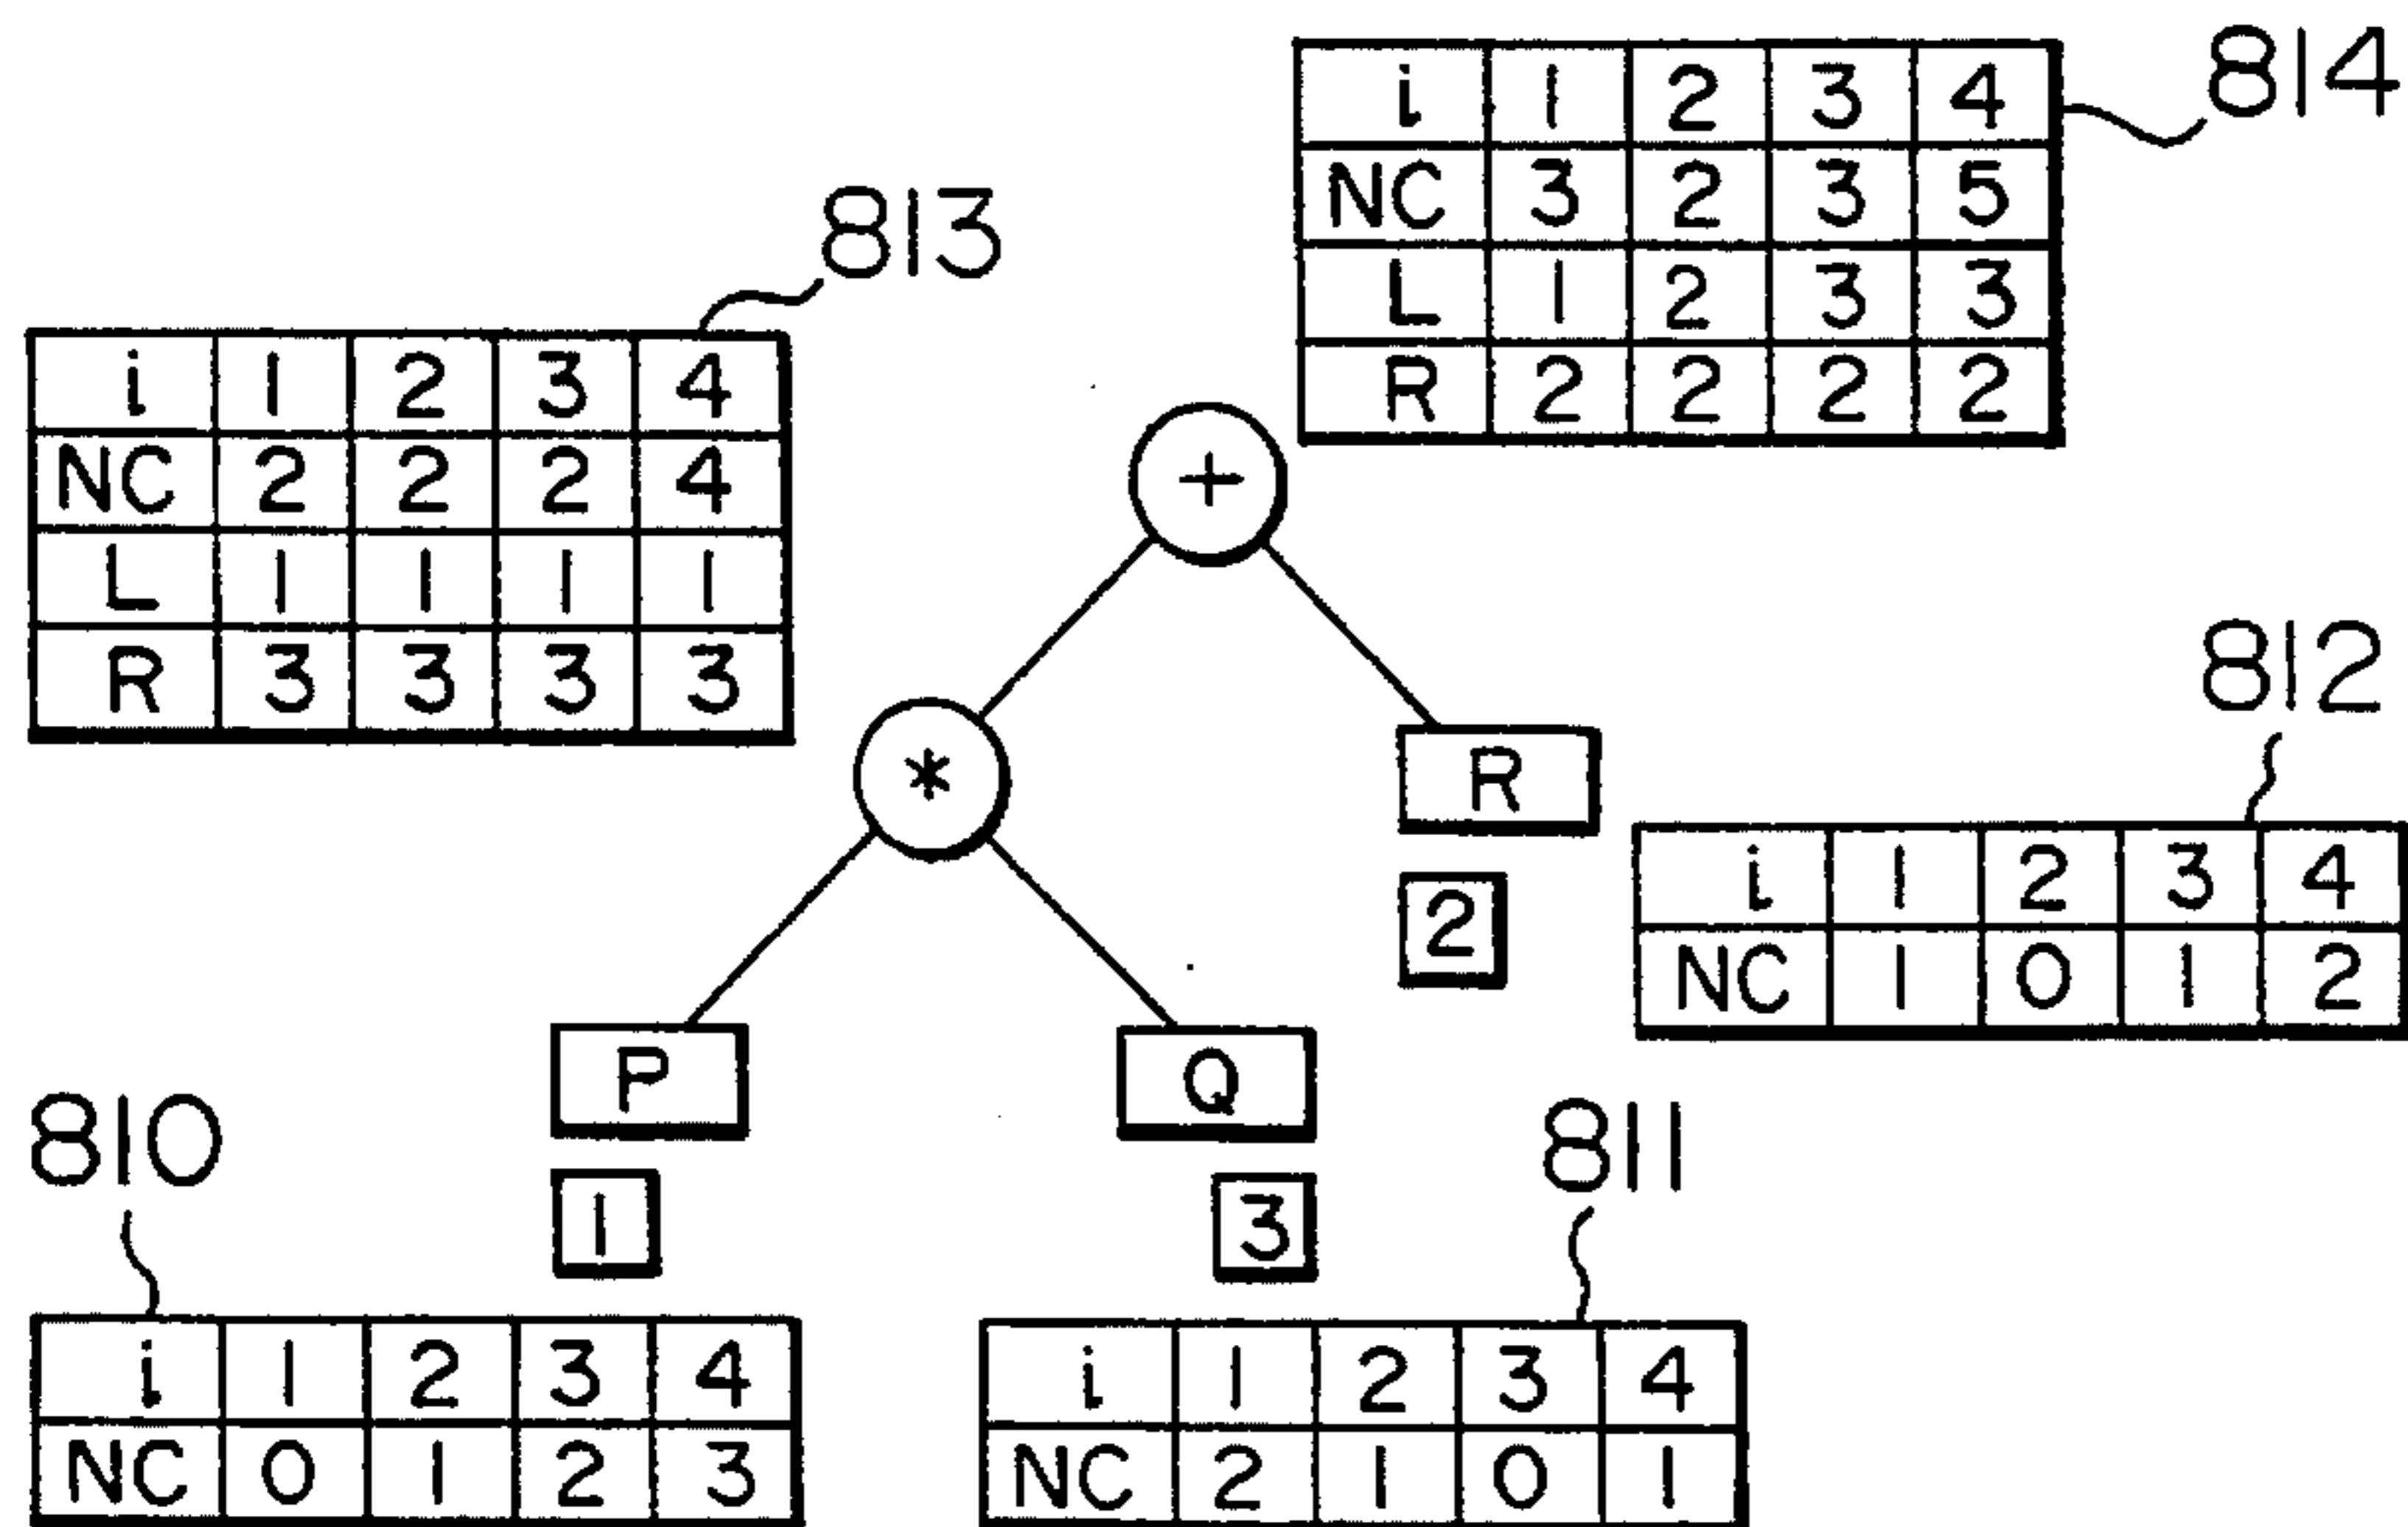 814
i 1 2 3 4
NC 3 2 3 5
L 1 2 3 3
R 2 2 2 2
813
i 1 2 3 4
NC 2 2 2 4
L 1 1 1 1
R 3 3 3 3
+
*
R
2
812
i 1 2 3 4
NC 1 0 1 2
P
1
Q
3
810
i 1 2 3 4
NC 0 1 2 3
811
i 1 2 3 4
NC 2 1 0 1